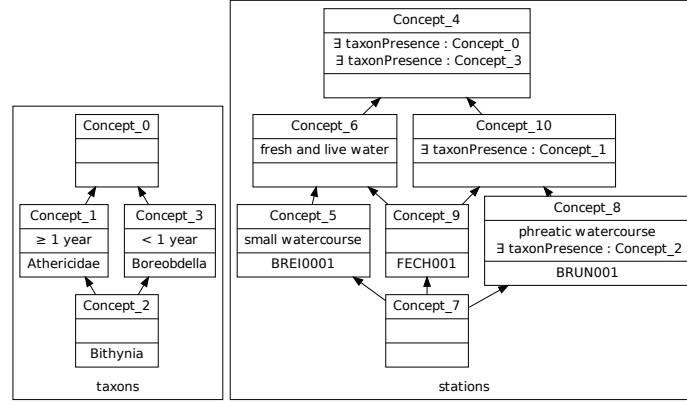 Concept_0
Concept_1
≥ 1 year
Athericidae
Concept_3
< 1 year
Boreobdella
Concept_2
Bithynia
taxons
Concept_4
∃ taxonPresence : Concept_0
∃ taxonPresence : Concept_3
Concept_6
fresh and live water
Concept_10
∃ taxonPresence : Concept_1
Concept_5
small watercourse
BREI0001
Concept_9
FECH001
Concept_8
phreatic watercourse
∃ taxonPresence : Concept_2
BRUN001
Concept_7
stations